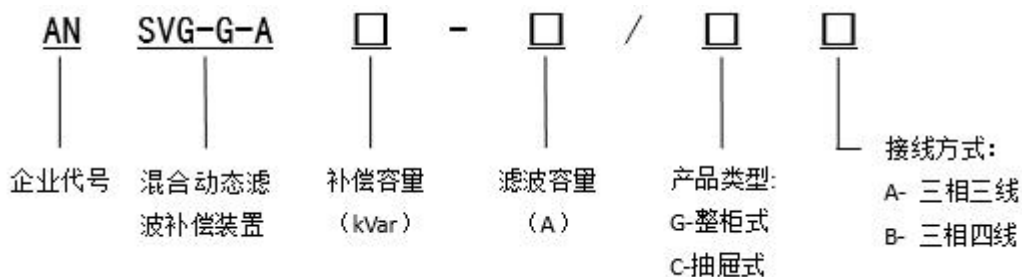 AN SVG-G-A □ - □ / □ □
企业代号
混合动态滤
波补偿装置
补偿容量
（kVar）
滤波容量
（A）
产品类型:
G-整柜式
C-抽屉式
接线方式:
A- 三相三线
B- 三相四线